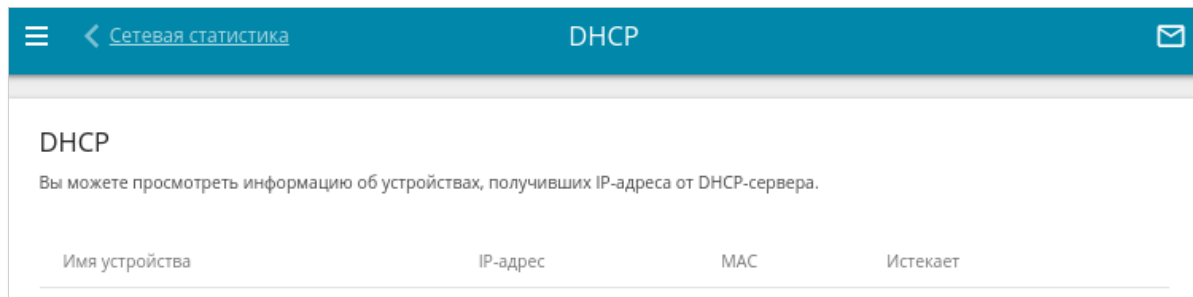 Сетевая статистика DHCP
DHCP
Вы можете просмотреть информацию об устройствах, получивших IP-адреса от DHCP-сервера.
Имя устройства IP-адрес MAC Истекает